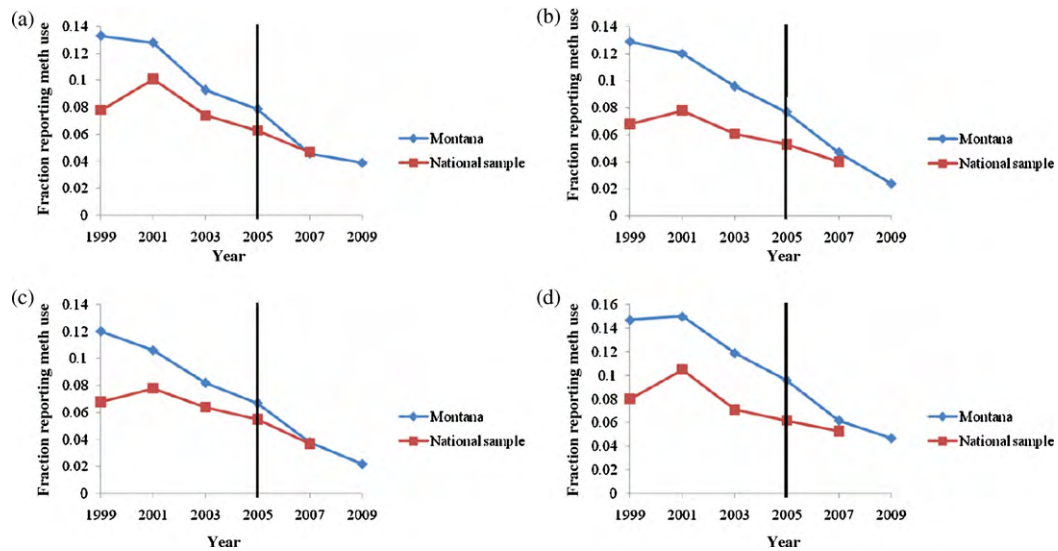 (a)
Fraction reporting meth use
0.14
0.12
0.1
0.08
0.06
0.04
0.02
0
1999 2001 2003 2005 2007 2009
Year
Montana
National sample
(b)
Fraction reporting meth use
0.14
0.12
0.1
0.08
0.06
0.04
0.02
0
1999 2001 2003 2005 2007 2009
Year
Montana
National sample
(c)
Fraction reporting meth use
0.14
0.12
0.1
0.08
0.06
0.04
0.02
0
1999 2001 2003 2005 2007 2009
Year
Montana
National sample
(d)
Fraction reporting meth use
0.16
0.14
0.12
0.1
0.08
0.06
0.04
0.02
0
1999 2001 2003 2005 2007 2009
Year
Montana
National sample